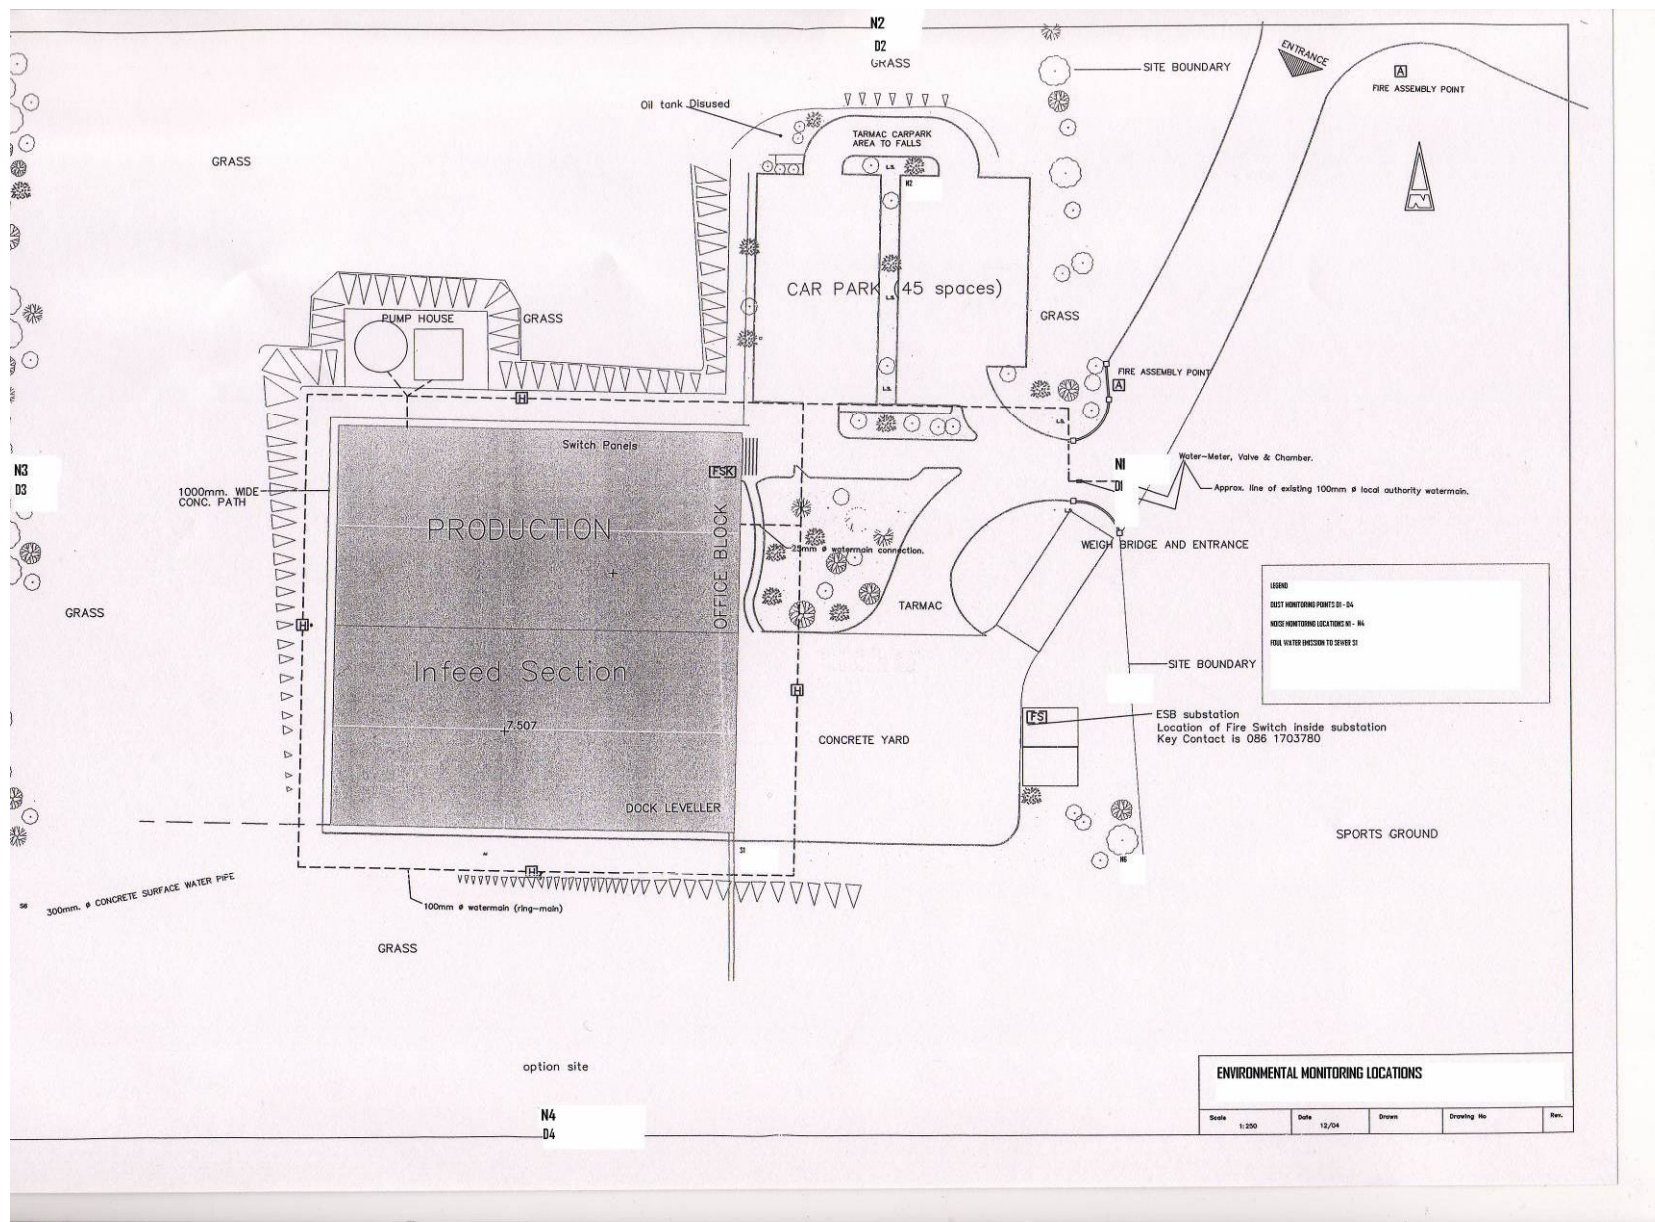 N2
D2
GRASS
SITE BOUNDARY
ENTRANCE
A
FIRE ASSEMBLY POINT
Oil tank Disused
TARMAC CARPARK
AREA TO FALLS
L.S.
N2
GRASS
N
CAR PARK (45 spaces)
L.S.
PUMP HOUSE
GRASS
GRASS
FIRE ASSEMBLY POINT
A
L.S.
H
L.S.
Switch Panels
FSK
N3
D3
1000mm. WIDE
CONC. PATH
N1
D1
Water-Meter, Valve & Chamber.
Approx. line of existing 100mm ø local authority watermain.
PRODUCTION
OFFICE BLOCK
25mm ø watermain connection.
WEIGH BRIDGE AND ENTRANCE
LEGEND
DUST MONITORING POINTS D1 - D4
NOISE MONITORING LOCATIONS N1 - N4
FOUL WATER EMISSION TO SEWER S1
GRASS
TARMAC
H
Infeed Section
SITE BOUNDARY
H
7.507
FS
ESB substation
Location of Fire Switch inside substation
Key Contact is 086 1703780
CONCRETE YARD
DOCK LEVELLER
SPORTS GROUND
S1
N6
H
300mm. ø CONCRETE SURFACE WATER PIPE
100mm ø watermain (ring-main)
GRASS
option site
N4
D4
ENVIRONMENTAL MONITORING LOCATIONS
Scale
1:250
Date
12/04
Drawn
Drawing No
Rev.